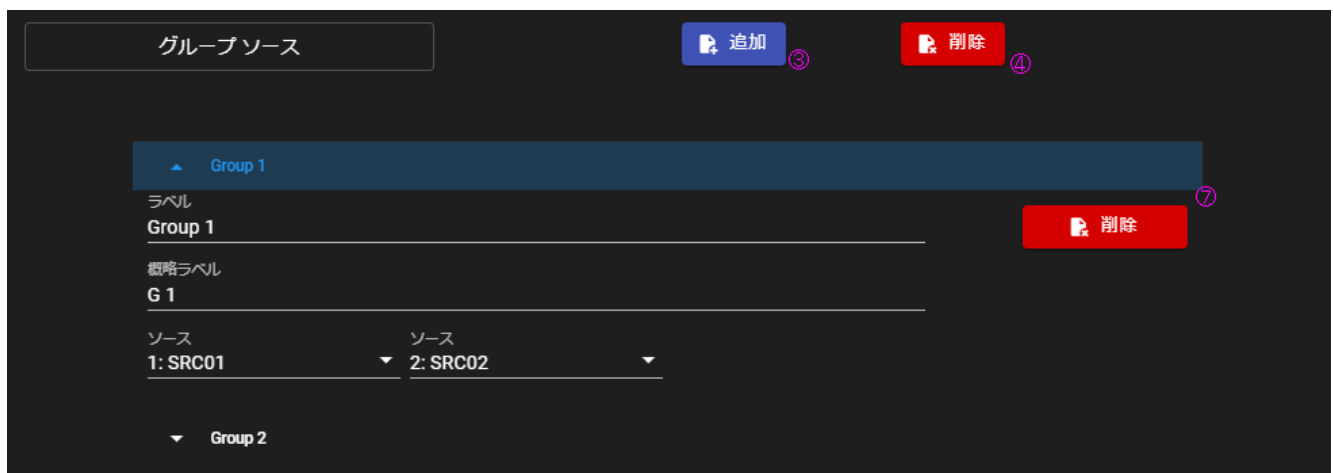 グループ ソース
追加
③
削除
④
Group 1
⑦
ラベル
Group 1
削除
概略ラベル
G 1
ソース
ソース
1: SRC01
2: SRC02
Group 2